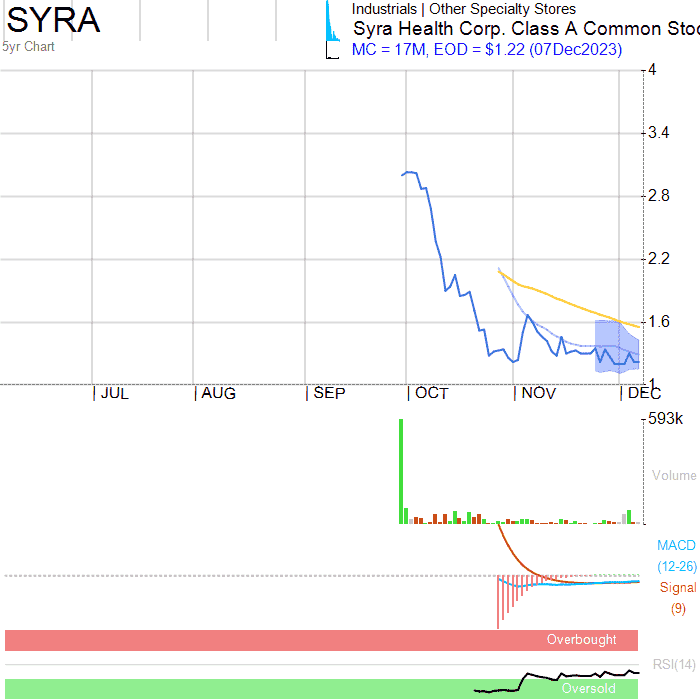 SYRA
5yr Chart
Industrials | Other Specialty Stores
Syra Health Corp. Class A Common Stoc
MC = 17M, EOD = $1.22 (07Dec2023)
4
3.4
2.8
2.2
1.6
1
JUL AUG SEP OCT NOV DEC
593k
Volume
MACD
(12-26)
Signal
(9)
Overbought
RSI(14)
Oversold